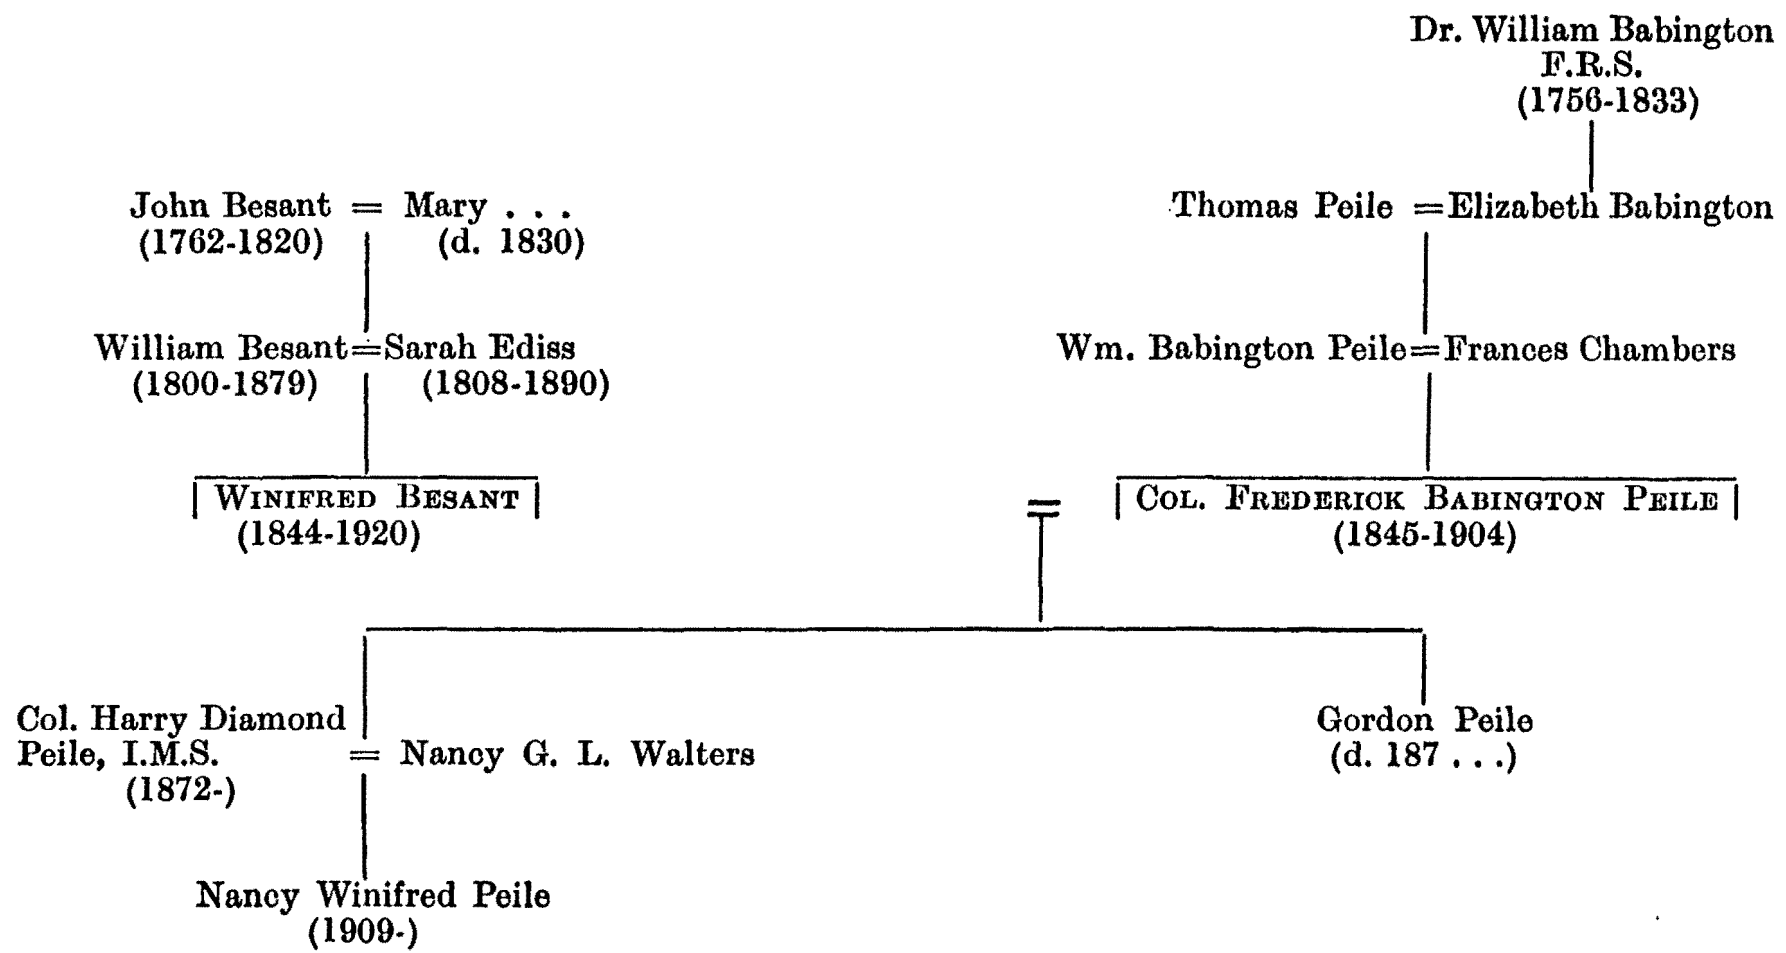 Dr. William Babington
F.R.S.
(1756-1833)
John Besant = Mary . . .
(1762-1820) (d. 1830)
Thomas Peile = Elizabeth Babington
William Besant=Sarah Ediss
(1800-1879) (1808-1890)
Wm. Babington Peile=Frances Chambers
WINIFRED BESANT
(1844-1920)
=
COL. FREDERICK BABINGTON PEILE
(1845-1904)
Col. Harry Diamond
Peile, I.M.S. = Nancy G. L. Walters
(1872-)
Gordon Peile
(d. 187 . . .)
Nancy Winifred Peile
(1909-)